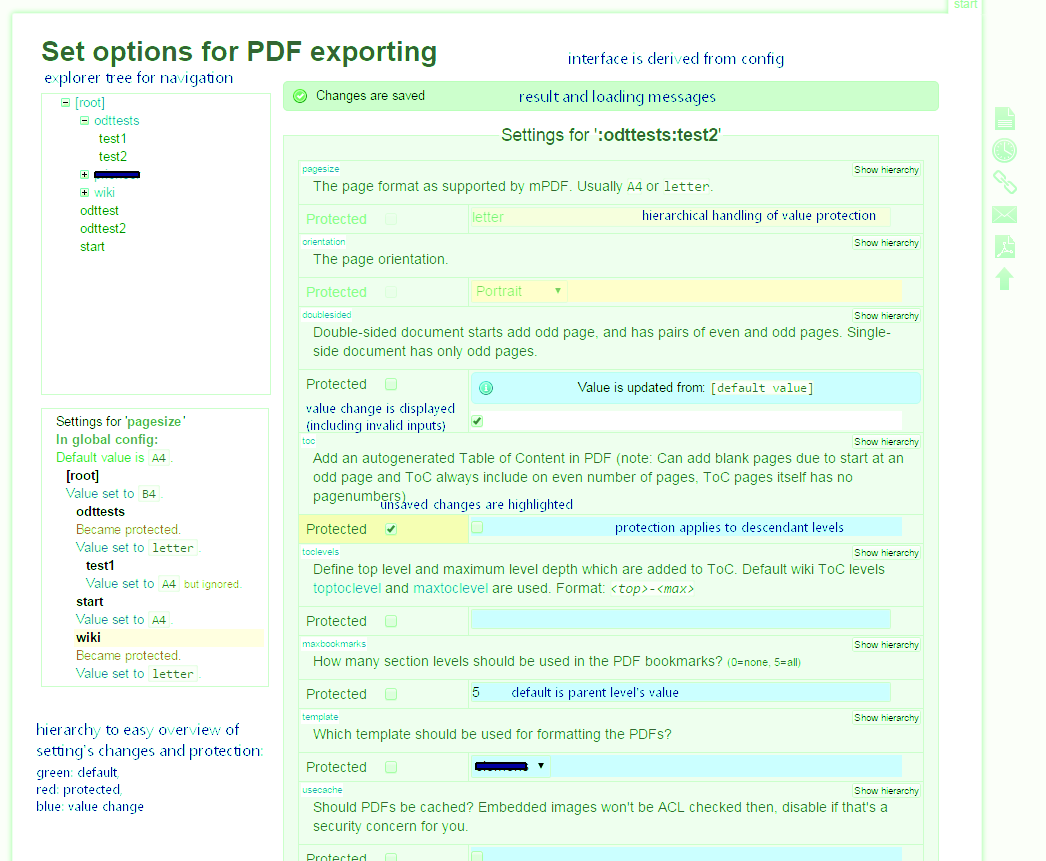 start
Set options for PDF exporting
interface is derived from config
explorer tree for navigation
[root]
odttests
test1
test2
wiki
odttest
odttest2
start
Changes are saved
result and loading messages
Settings for ':odttests:test2'
pagesize
Show hierarchy
The page format as supported by mPDF. Usually A4 or letter.
Protected
letter
hierarchical handling of value protection
orientation
Show hierarchy
The page orientation.
Protected
Portrait
doublesided
Show hierarchy
Double-sided document starts add odd page, and has pairs of even and odd pages. Single-
side document has only odd pages.
Protected
Value is updated from: [default value]
value change is displayed
(including invalid inputs)
toc
Show hierarchy
Add an autogenerated Table of Content in PDF (note: Can add blank pages due to start at an
odd page and ToC always include on even number of pages, ToC pages itself has no
pagenumbers)
unsaved changes are highlighted
Protected
protection applies to descendant levels
toclevels
Show hierarchy
Define top level and maximum level depth which are added to ToC. Default wiki ToC levels
toptoclevel and maxtoclevel are used. Format: <top>-<max>
Protected
maxbookmarks
Show hierarchy
How many section levels should be used in the PDF bookmarks? (0=none, 5=all)
Protected
5
default is parent level's value
template
Show hierarchy
Which template should be used for formatting the PDFs?
Protected
usecache
Show hierarchy
Should PDFs be cached? Embedded images won't be ACL checked then, disable if that's a
security concern for you.
Protected
Settings for 'pagesize'
In global config:
Default value is A4 .
[root]
Value set to B4 .
odttests
Became protected.
Value set to letter .
test1
Value set to A4 but ignored.
start
Value set to A4 .
wiki
Became protected.
Value set to letter .
hierarchy to easy overview of
setting's changes and protection:
green: default,
red: protected,
blue: value change